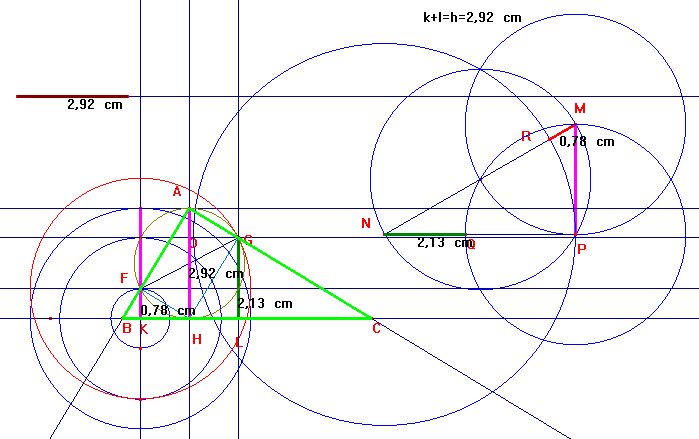 k+l=h=2,92 cm
2,92 cm
M
R
0,78 cm
A
N
O
G
2,13 cm
Q
P
F
2,92 cm
0,78 cm
2,13 cm
B
K
H
L
C